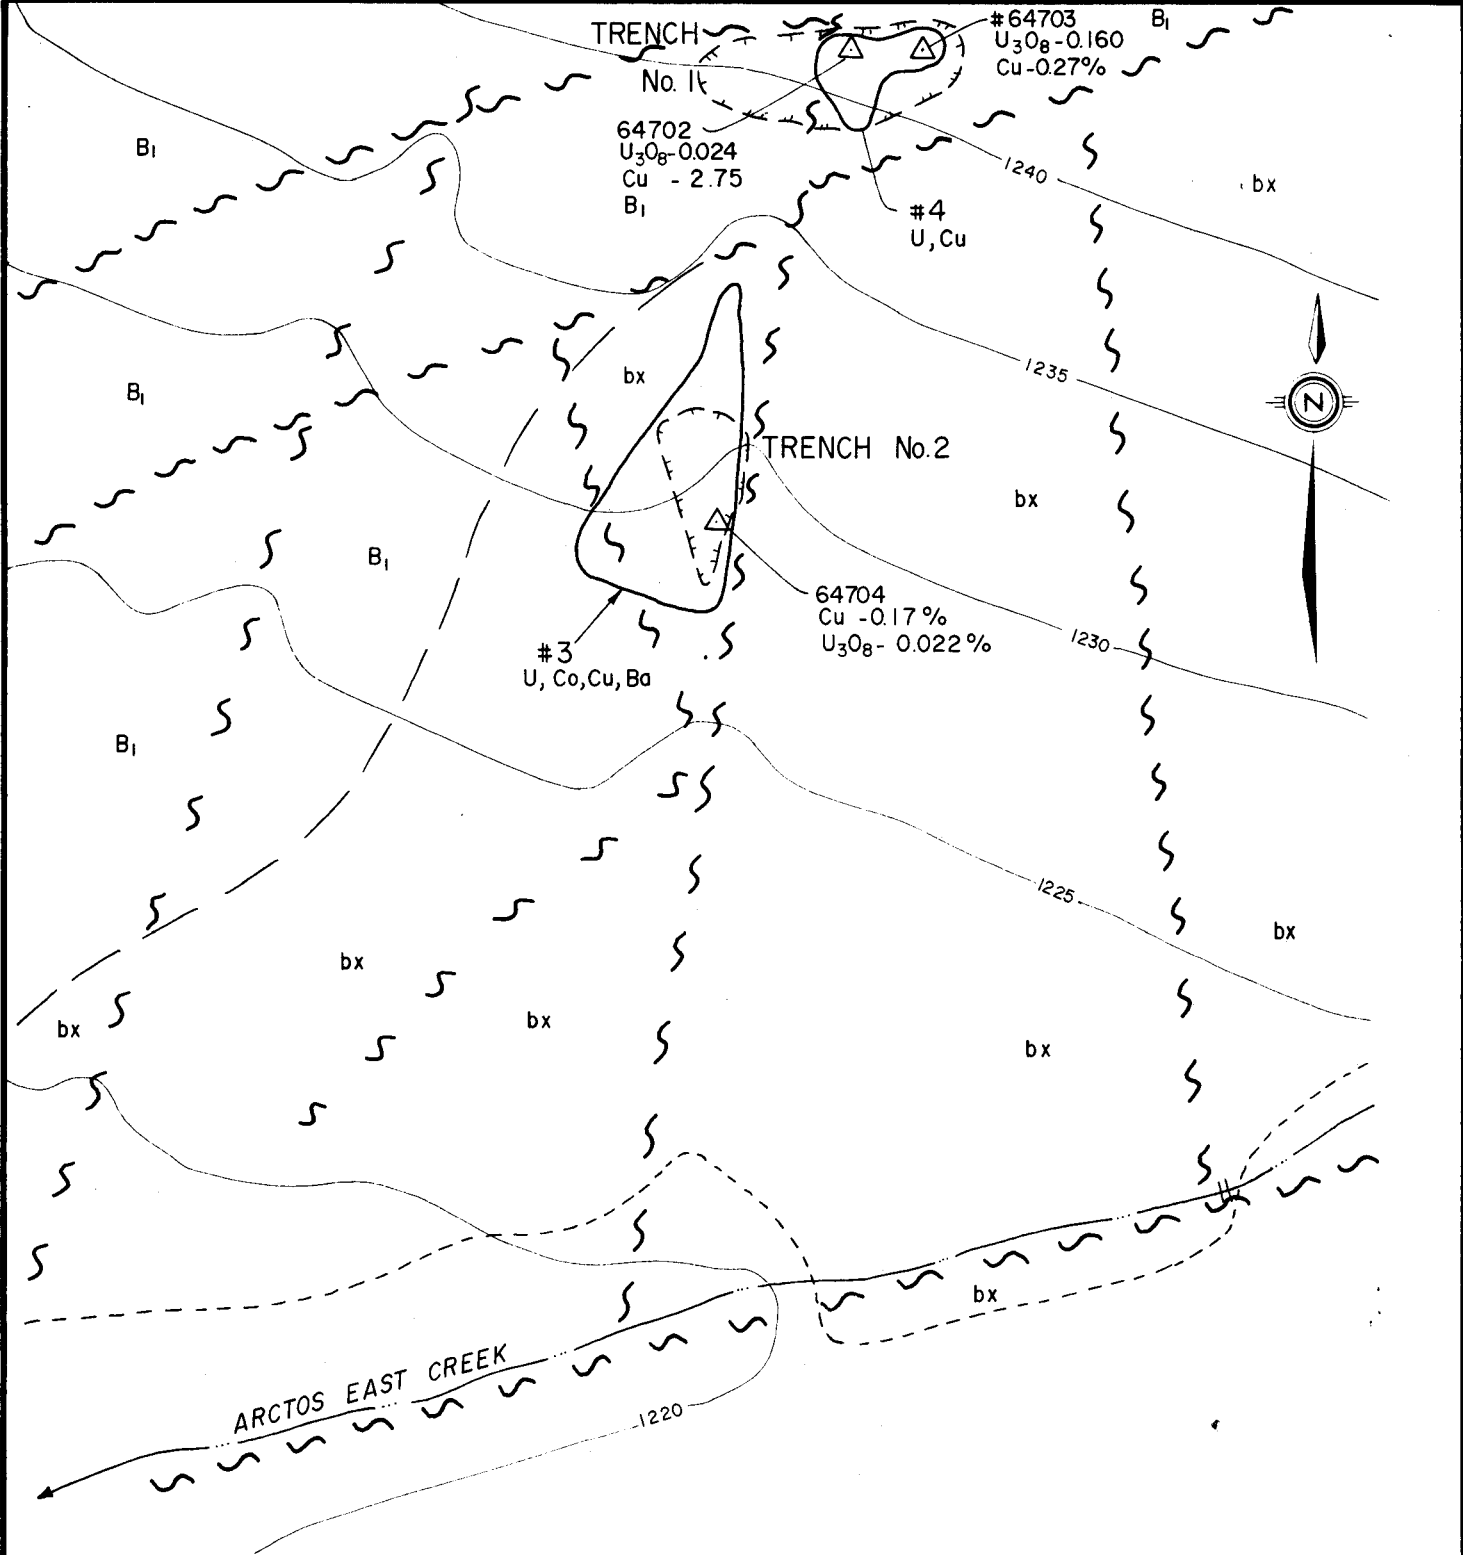 TRENCH
No. 1
#64703
U₃O₈-0.160
Cu-0.27%
B₁
64702
U₃O₈-0.024
Cu - 2.75
B₁
#4
U, Cu
B₁
1240
bx
1235
N
B₁
bx
TRENCH No.2
bx
B₁
64704
Cu -0.17%
U₃O₈- 0.022%
#3
U, Co, Cu, Ba
1230
B₁
1225
bx
bx
bx
bx
bx
bx
ARCTOS EAST CREEK
1220